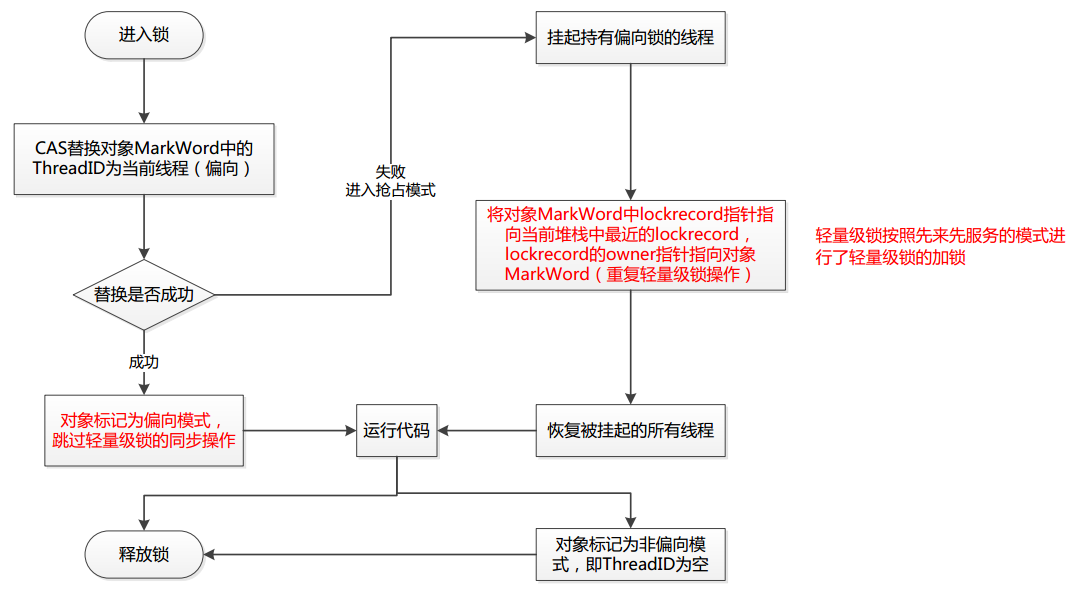 进入锁
CAS替换对象MarkWord中的
ThreadID为当前线程（偏向）
替换是否成功
成功
对象标记为偏向模式，
跳过轻量级锁的同步操作
失败
进入抢占模式
挂起持有偏向锁的线程
将对象MarkWord中lockrecord指针指
向当前堆栈中最近的lockrecord，
lockrecord的owner指针指向对象
MarkWord（重复轻量级锁操作）
轻量级锁按照先来先服务的模式进
行了轻量级锁的加锁
恢复被挂起的所有线程
运行代码
对象标记为非偏向模
式，即ThreadID为空
释放锁